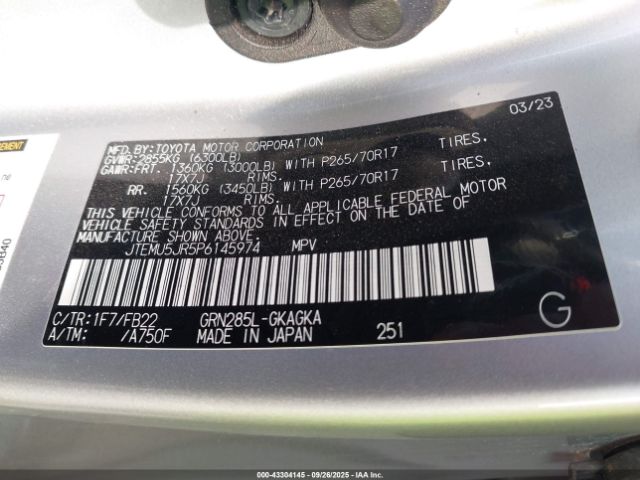 03/23
MFD.BY:TOYOTA MOTOR CORPORATION
GVWR:2855KG (6300LB)
GAWR:FRT. 1360KG (3000LB) WITH P265/70R17 TIRES.
17X7J RIMS.
RR. 1560KG (3450LB) WITH P265/70R17 TIRES.
17X7J RIMS.
THIS VEHICLE CONFORMS TO ALL APPLICABLE FEDERAL MOTOR
VEHICLE SAFETY STANDARDS IN EFFECT ON THE DATE OF
MANUFACTURE SHOWN ABOVE.
JTEMU5JR5P6145974 MPV
C/TR:1F7/FB22 GRN285L-GKAGKA
A/TM: /A750F MADE IN JAPAN 251 G
00-43304145 - 09/26/2025 - IAAI.CA